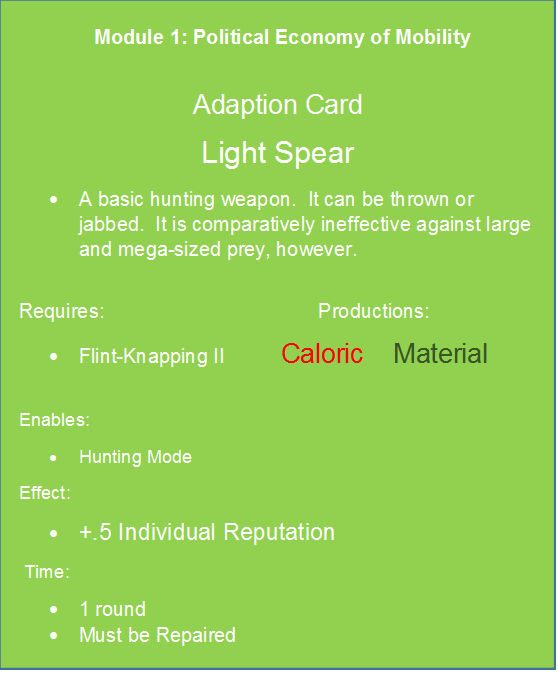 Module 1: Political Economy of Mobility
Adaption Card
Light Spear
• A basic hunting weapon.  It can be thrown or
jabbed.  It is comparatively ineffective against large
and mega-sized prey, however.
Requires: Productions:
• Flint-Knapping II Caloric Material
Enables:
• Hunting Mode
Effect:
• +.5 Individual Reputation
Time:
• 1 round
• Must be Repaired